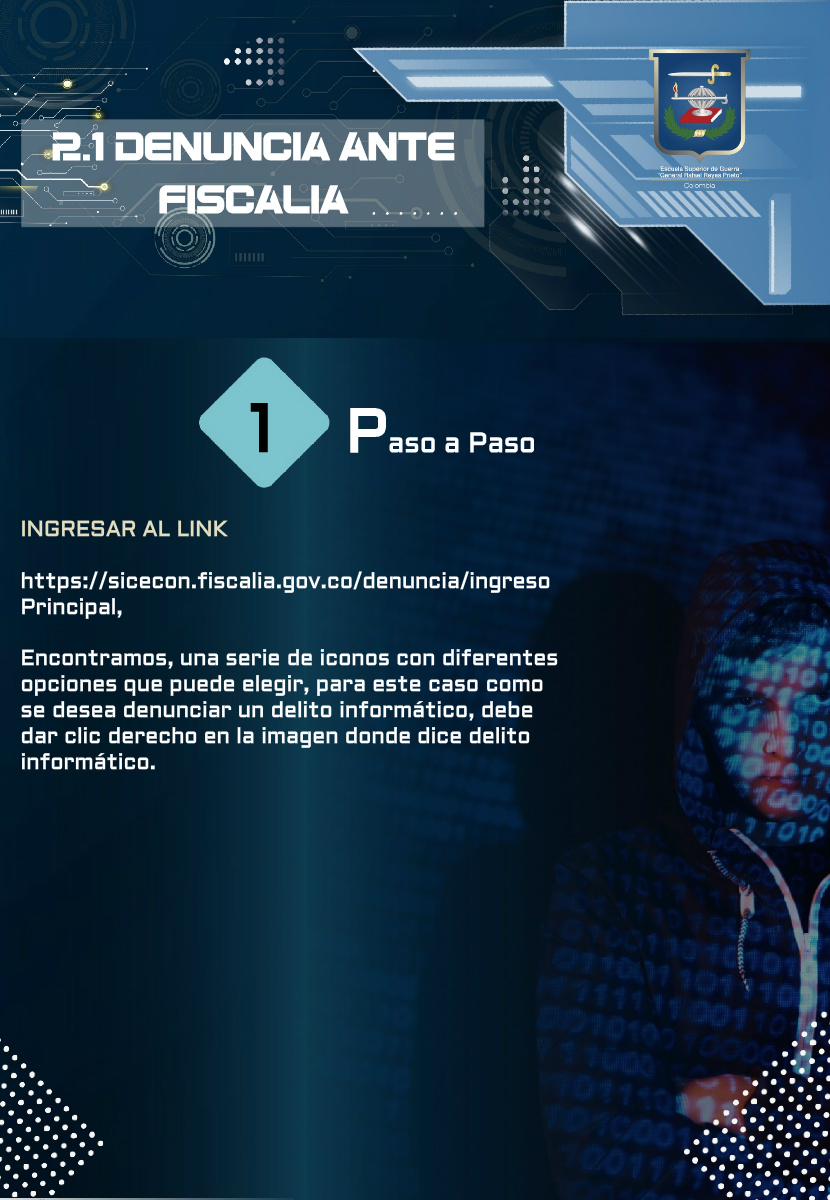 2.1 DENUNCIA ANTE
FISCALIA .......
Escuela Superior de Guerra
"General Rafael Reyes Prieto"
Colombia
1
Paso a Paso
INGRESAR AL LINK
https://sicecon.fiscalia.gov.co/denuncia/ingreso
Principal,
Encontramos, una serie de iconos con diferentes
opciones que puede elegir, para este caso como
se desea denunciar un delito informático, debe
dar clic derecho en la imagen donde dice delito
informático.